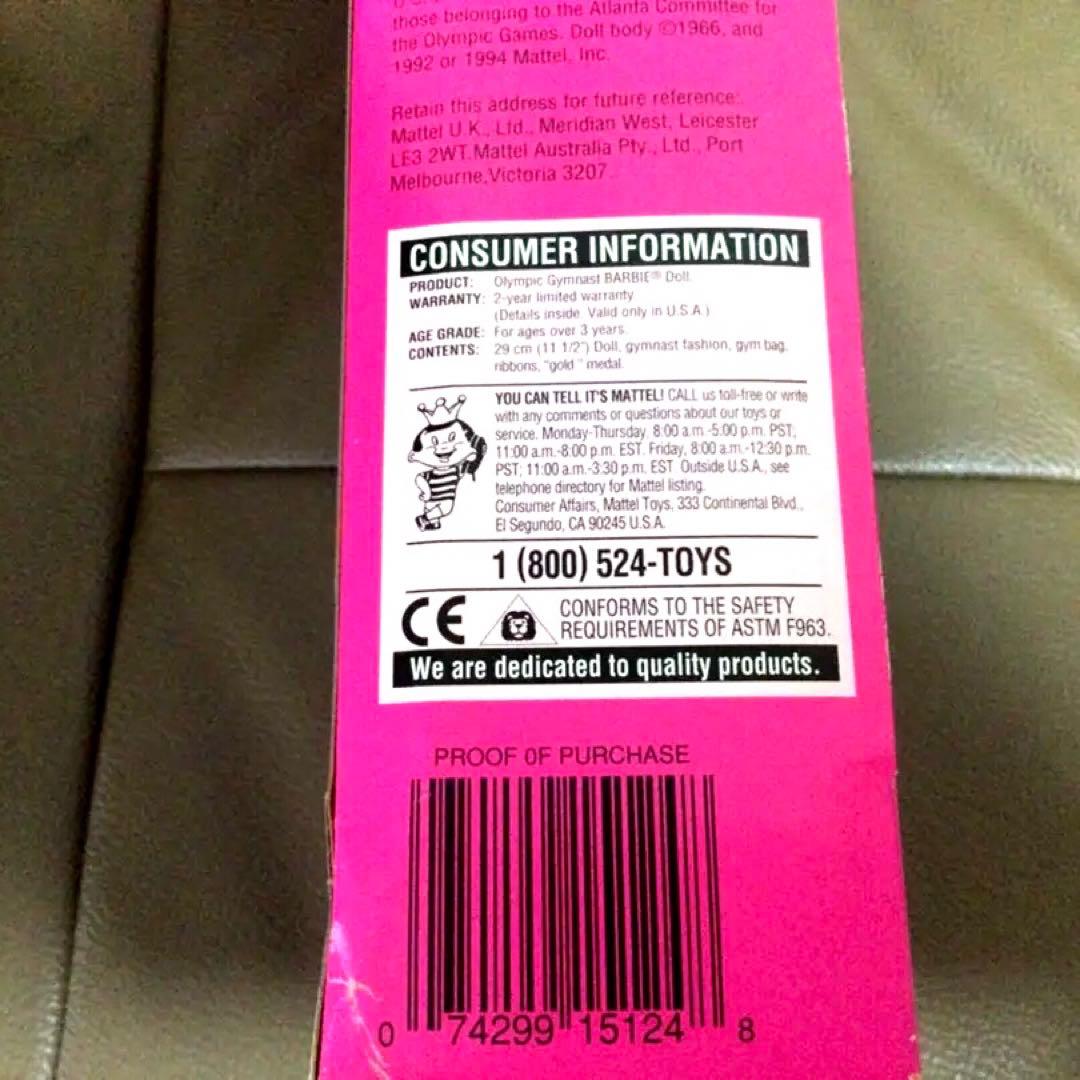 those belonging to the Atlanta Committee for
the Olympic Games. Doll body ©1966, and
1992 or 1994 Mattel, Inc.
Retain this address for future reference:
Mattel U.K., Ltd., Meridian West, Leicester
LE3 2WT. Mattel Australia Pty., Ltd., Port
Melbourne, Victoria 3207.
CONSUMER INFORMATION
PRODUCT: Olympic Gymnast BARBIE® Doll.
WARRANTY: 2-year limited warranty
(Details inside. Valid only in U.S.A.)
AGE GRADE: For ages over 3 years.
CONTENTS: 29 cm (11 1/2") Doll, gymnast fashion, gym bag,
ribbons, "gold" medal.
YOU CAN TELL IT'S MATTEL! CALL us toll-free or write
with any comments or questions about our toys or
service. Monday-Thursday, 8:00 a.m.-5:00 p.m. PST;
11:00 a.m.-8:00 p.m. EST. Friday, 8:00 a.m.-12:30 p.m.
PST; 11:00 a.m.-3:30 p.m. EST. Outside U.S.A., see
telephone directory for Mattel listing.
Consumer Affairs, Mattel Toys, 333 Continental Blvd.,
El Segundo, CA 90245 U.S.A.
1 (800) 524-TOYS
CE CONFORMS TO THE SAFETY
REQUIREMENTS OF ASTM F963.
We are dedicated to quality products.
PROOF OF PURCHASE
0 74299 15124 8